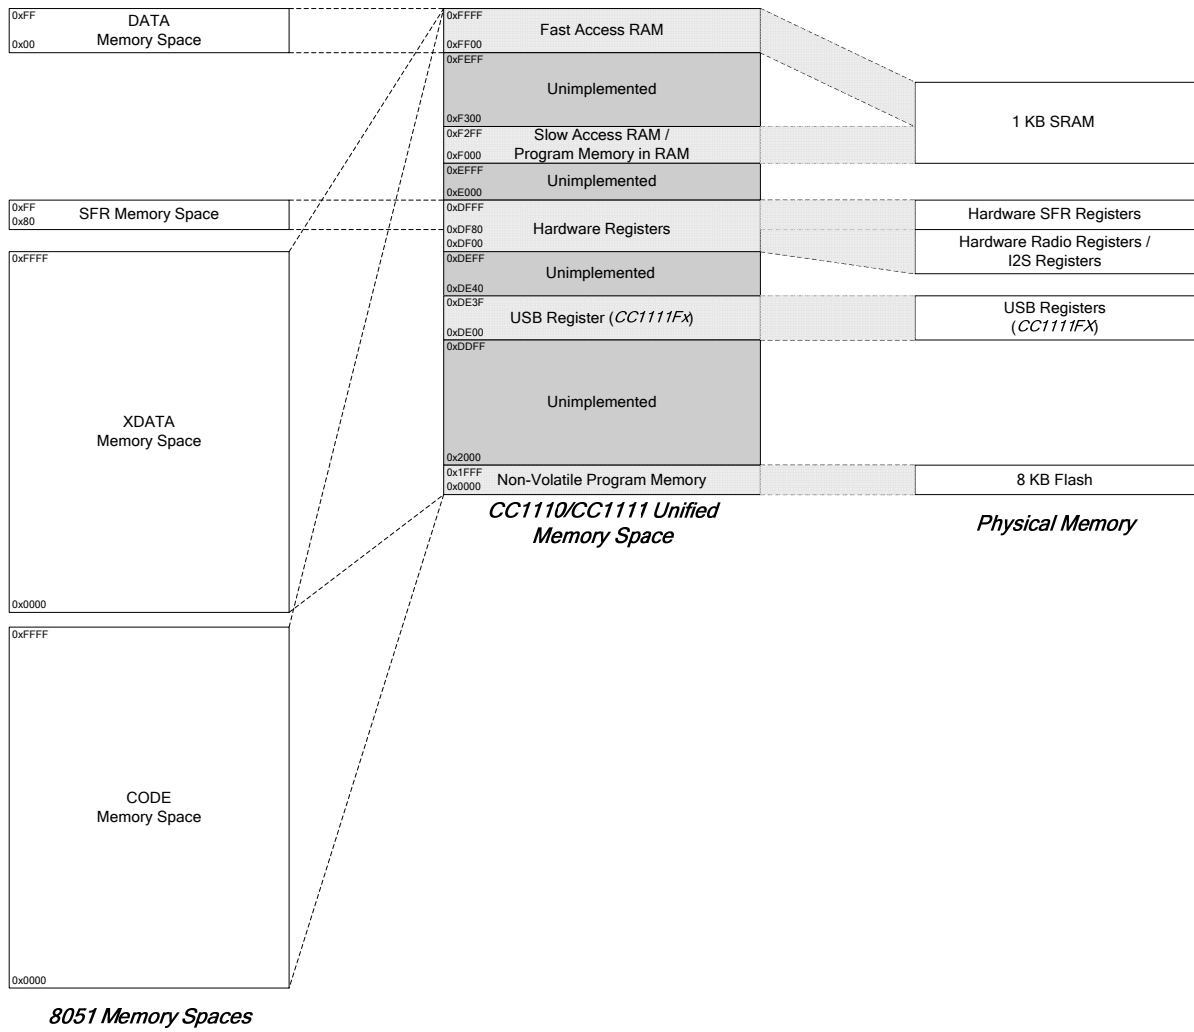 0xFF
DATA
Memory Space
0x00
0xFF
SFR Memory Space
0x80
0xFFFF
XDATA
Memory Space
0x0000
0xFFFF
CODE
Memory Space
0x0000
8051 Memory Spaces
0xFFFF
Fast Access RAM
0xFF00
0xFEFF
Unimplemented
0xF300
0xF2FF
Slow Access RAM /
Program Memory in RAM
0xF000
0xEFFF
Unimplemented
0xE000
0xDFFF
Hardware Registers
0xDF80
0xDF00
0xDEFF
Unimplemented
0xDE40
0xDE3F
USB Register (CC1111Fx)
0xDE00
0xDDFF
Unimplemented
0x2000
0x1FFF
Non-Volatile Program Memory
0x0000
CC1110/CC1111 Unified
Memory Space
1 KB SRAM
Hardware SFR Registers
Hardware Radio Registers /
I2S Registers
USB Registers
(CC1111FX)
8 KB Flash
Physical Memory